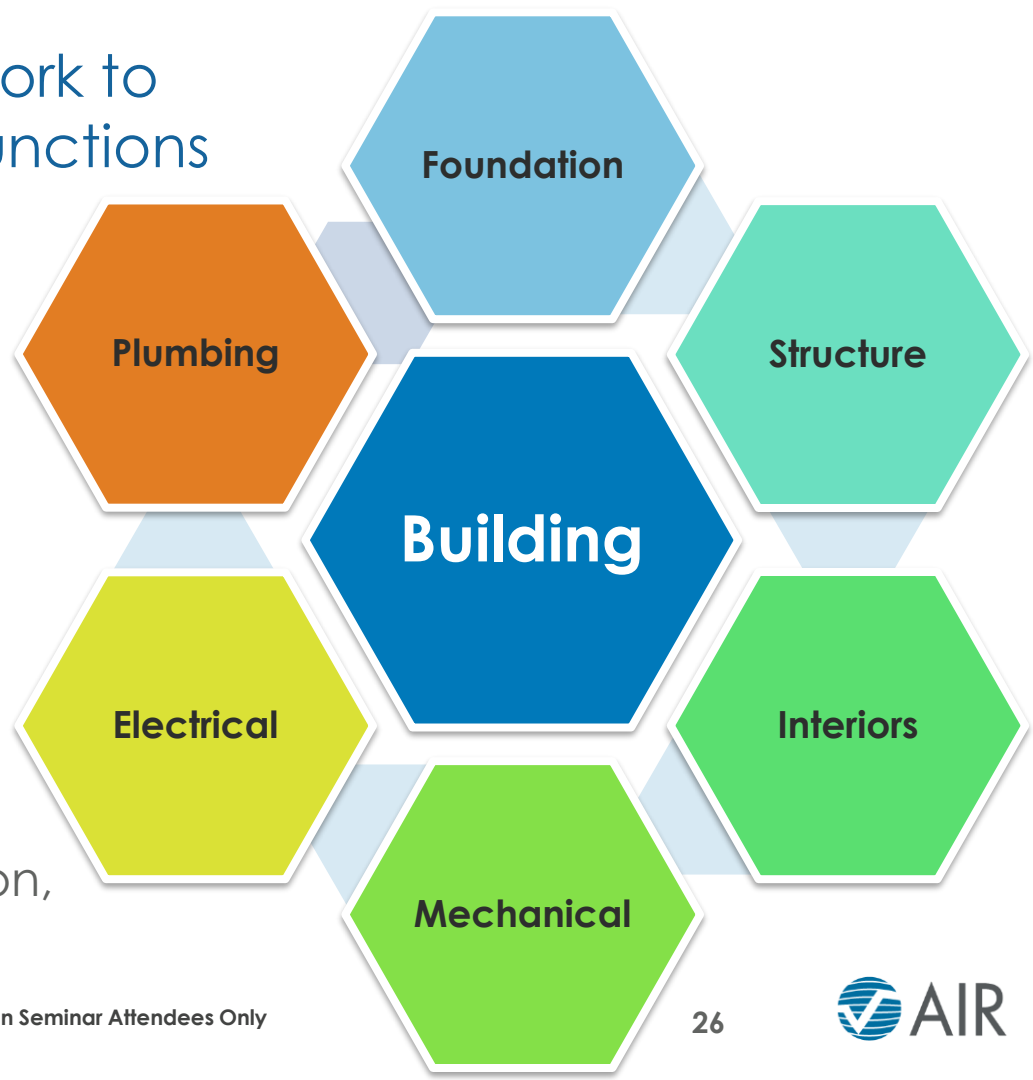 ork to
unctions
Foundation
Plumbing
Structure
Building
Electrical
Interiors
on,
Mechanical
n Seminar Attendees Only
26
AIR